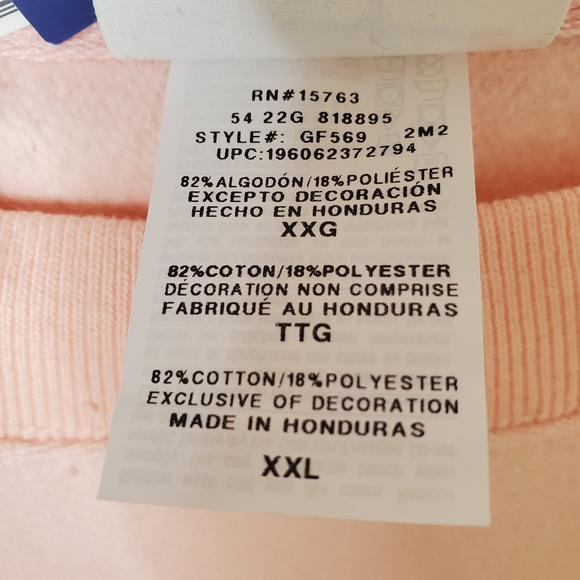 RN#15763
54 22G 818895
STYLE#: GF569 2M2
UPC:196062372794
82%ALGODÓN/18%POLIÉSTER
EXCEPTO DECORACIÓN
HECHO EN HONDURAS
XXG
82%COTON/18%POLYESTER
DÉCORATION NON COMPRISE
FABRIQUÉ AU HONDURAS
TTG
82%COTTON/18%POLYESTER
EXCLUSIVE OF DECORATION
MADE IN HONDURAS
XXL